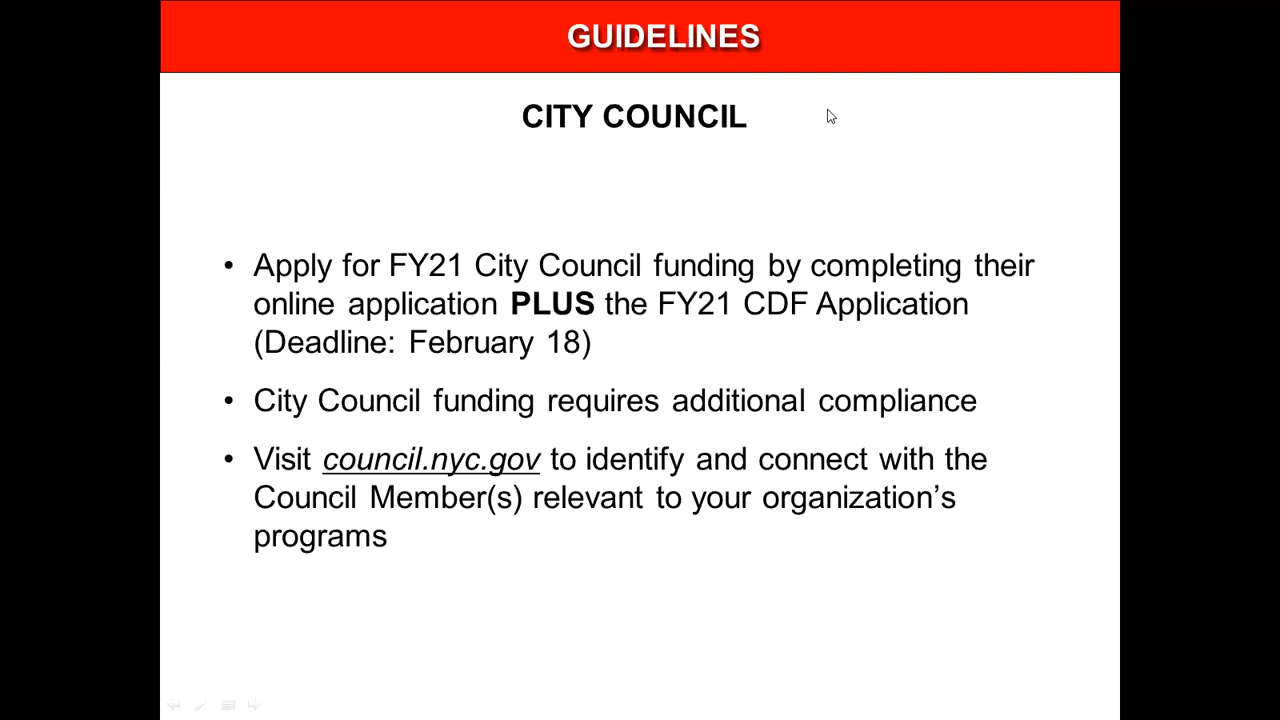 GUIDELINES
CITY COUNCIL
• Apply for FY21 City Council funding by completing their
online application PLUS the FY21 CDF Application
(Deadline: February 18)
• City Council funding requires additional compliance
• Visit council.nyc.gov to identify and connect with the
Council Member(s) relevant to your organization’s
programs